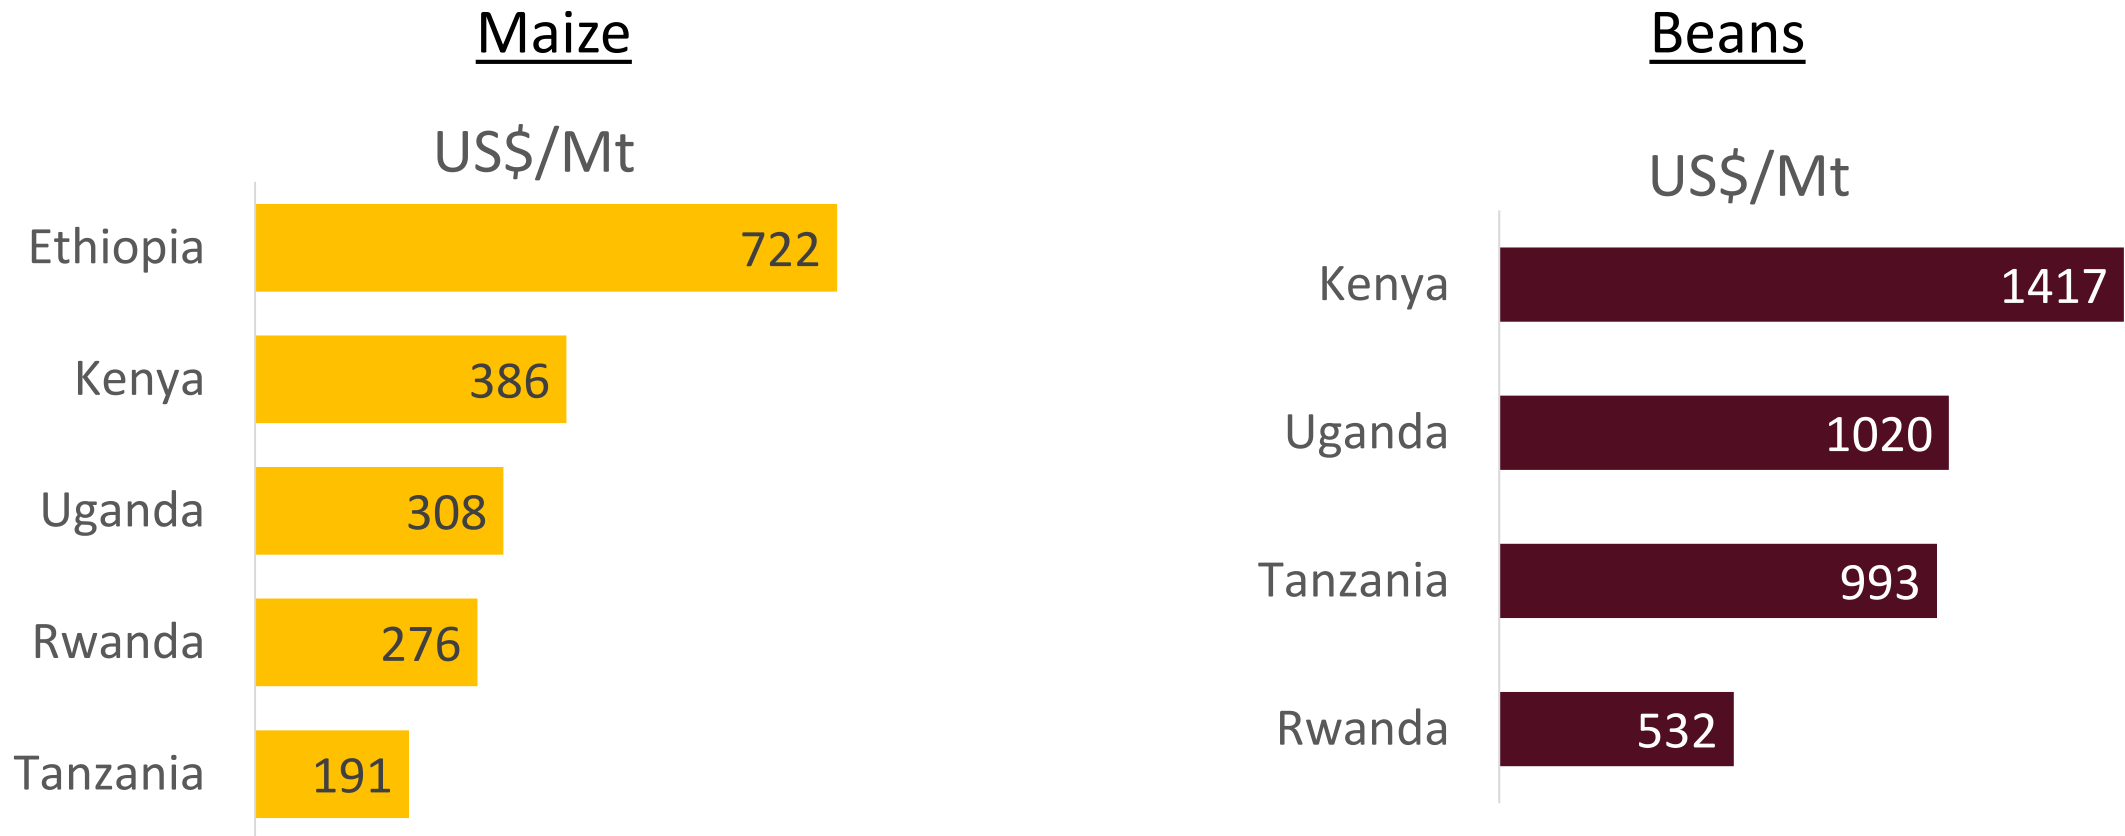 Maize
US$/Mt
Ethiopia 722
Kenya 386
Uganda 308
Rwanda 276
Tanzania 191
Beans
US$/Mt
Kenya 1417
Uganda 1020
Tanzania 993
Rwanda 532